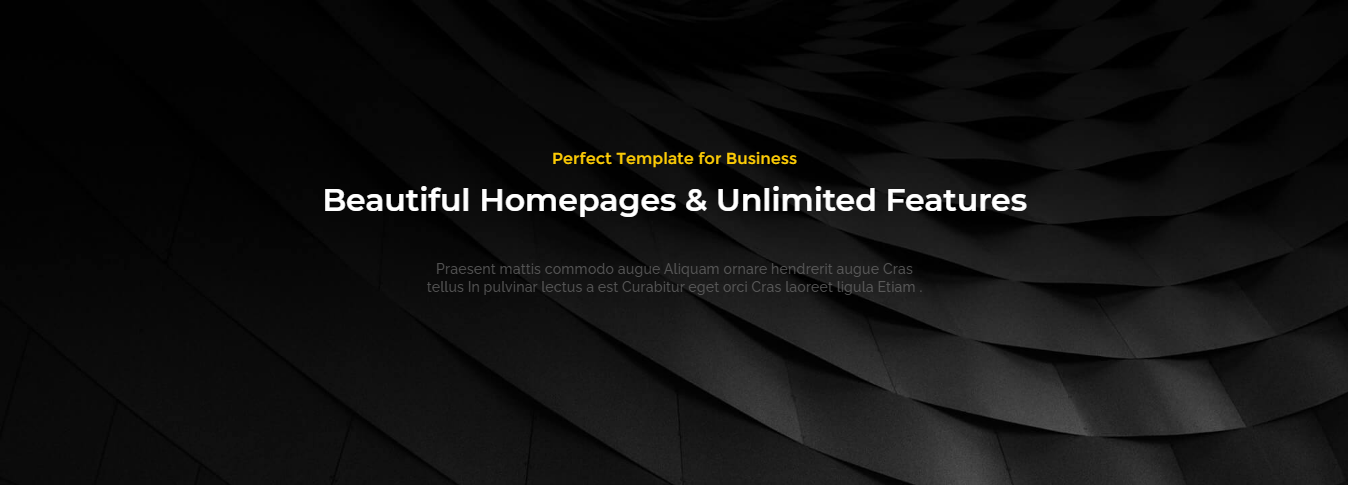 Perfect Template for Business
Beautiful Homepages & Unlimited Features
Praesent mattis commodo augue Aliquam ornare hendrerit augue Cras
tellus In pulvinar lectus a est Curabitur eget orci Cras laoreet ligula Etiam .